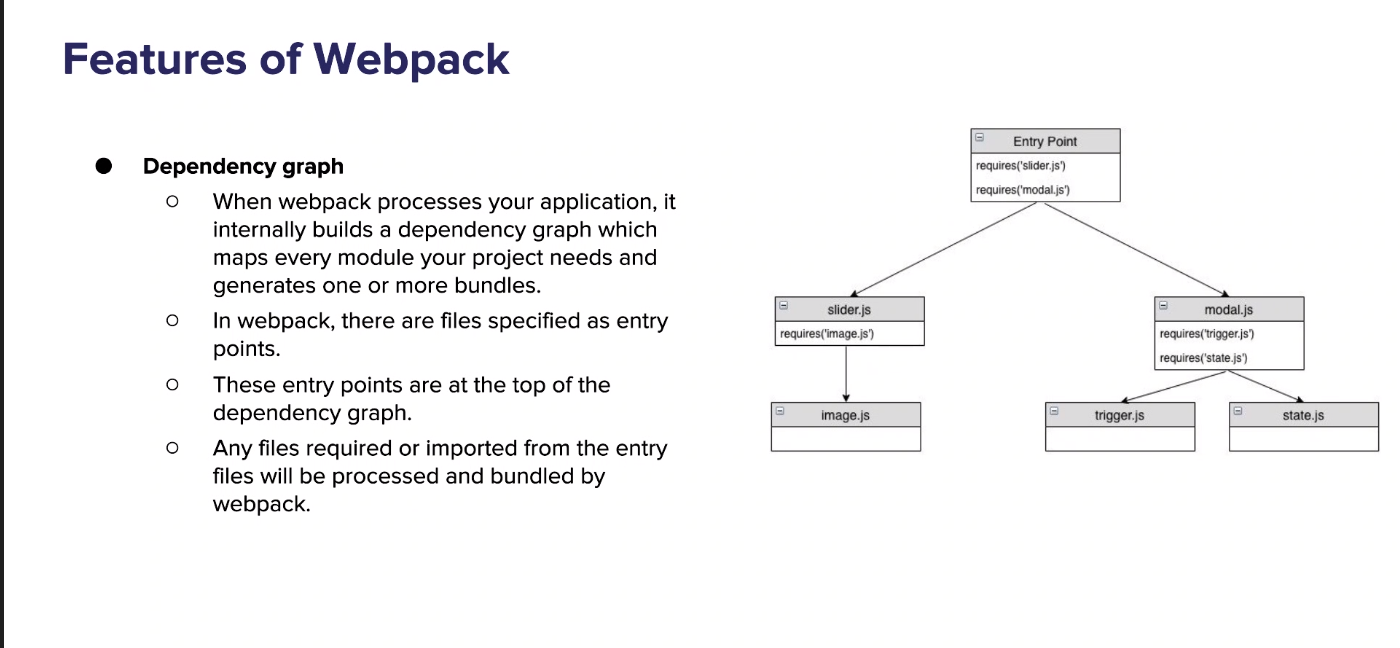 Features of Webpack
● Dependency graph
○ When webpack processes your application, it
internally builds a dependency graph which
maps every module your project needs and
generates one or more bundles.
○ In webpack, there are files specified as entry
points.
○ These entry points are at the top of the
dependency graph.
○ Any files required or imported from the entry
files will be processed and bundled by
webpack.
Entry Point
requires('slider.js')
requires('modal.js')
slider.js
requires('image.js')
modal.js
requires('trigger.js')
requires('state.js')
image.js
trigger.js
state.js